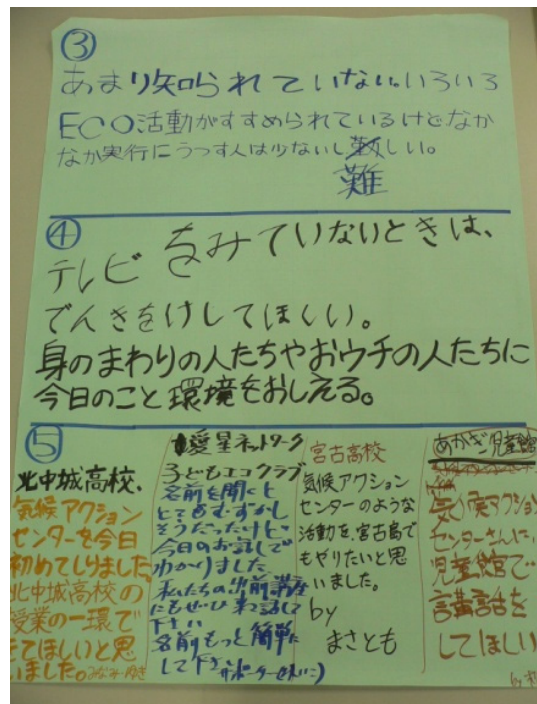 ③
あまり知られていない。いろいろ
ECO活動がすすめられているけどなか
なか実行にうつす人は少ないし難しい。
④
テレビをみていないときは、
でんきをけしてほしい。
身のまわりの人たちやおウチの人たちに
今日のこと環境をおしえる。
⑤
北中城高校、
気候アクション
センターを今日
初めてしりました。
北中城高校の
授業の一環で
きてほしいと思
いました。
愛星ネットワーク
子どもエコクラブ
名前を聞くと
とてもむずかし
そうだったけど
今日のお話しで
わかりました
私たちの出前講座
にもぜひ来て話して
下さい
名前もっと簡単に
して下さい
宮古高校
気候アクション
センターのような
活動を、宮古島で
もやりたいと思
いました。
by
まさとも
あかぎ児童館
気候アクション
センターさんに、
児童館で
講話を
してほしい
by